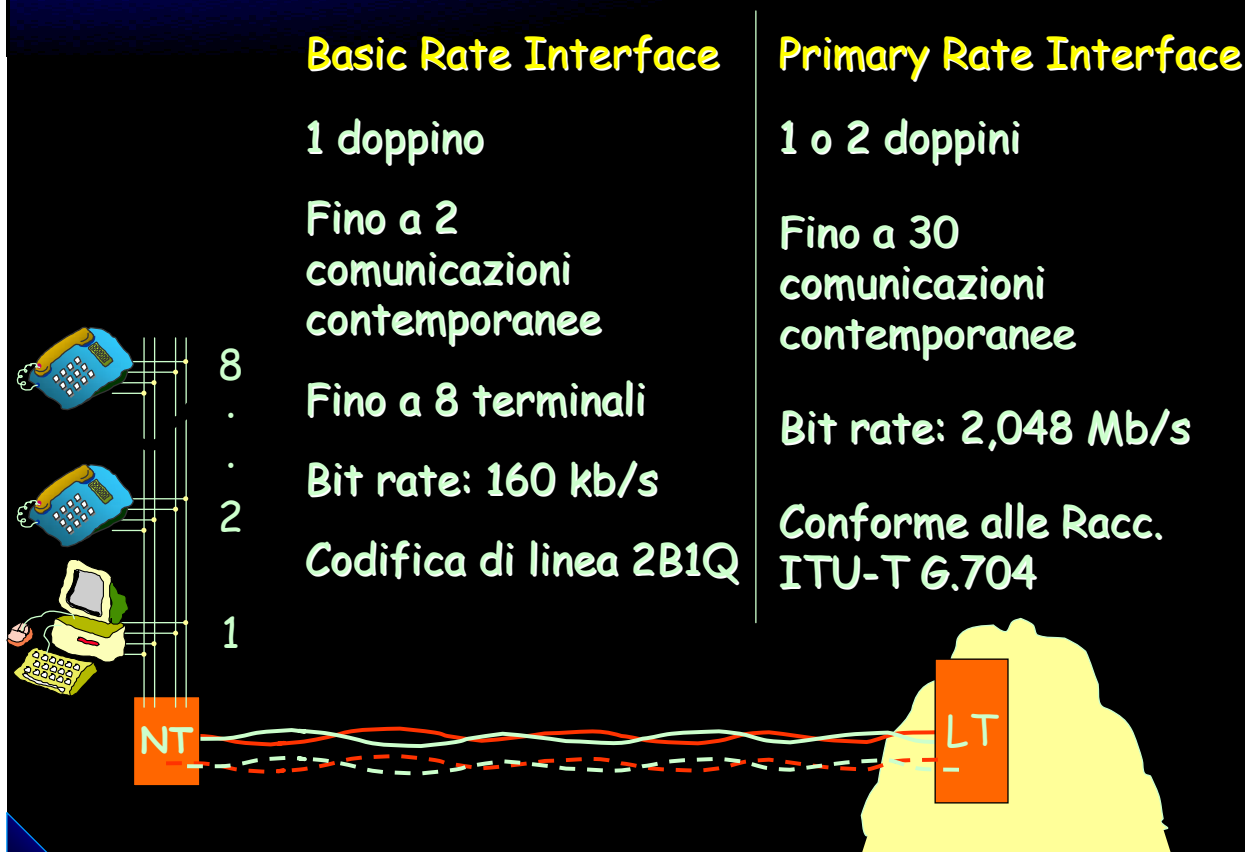 Basic Rate Interface
1 doppino
Fino a 2
comunicazioni
contemporanee
Fino a 8 terminali
Bit rate: 160 kb/s
Codifica di linea 2B1Q
Primary Rate Interface
1 o 2 doppini
Fino a 30
comunicazioni
contemporanee
Bit rate: 2,048 Mb/s
Conforme alle Racc.
ITU-T G.704
8
.
.
2
1
NT
LT